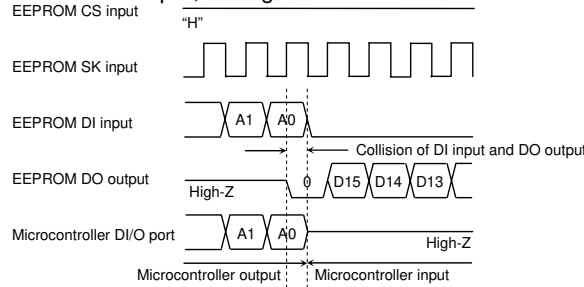 EEPROM CS input
“H”
EEPROM SK input
EEPROM DI input
A1 A0
Collision of DI input and DO output
EEPROM DO output
High-Z
0 D15 D14 D13
Microcontroller DI/O port
A1 A0
High-Z
Microcontroller output Microcontroller input